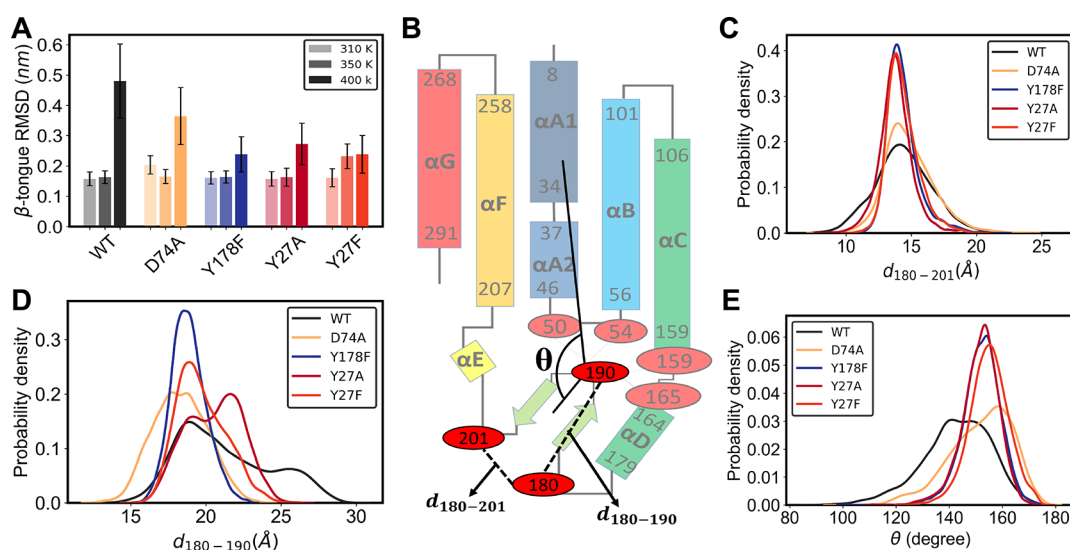 A
β-tongue RMSD (nm)
0.6
0.5
0.4
0.3
0.2
0.1
0.0
310 K
350 K
400 k
WT
D74A
Y178F
Y27A
Y27F
B
268
αG
291
258
αF
207
8
αA1
34
37
αA2
46
101
αB
56
106
αC
159
50
54
159
165
164
αD
179
αE
θ
190
201
180
d180−201
d180−190
C
Probability density
0.4
0.3
0.2
0.1
0.0
10
15
20
25
d180−201(Å)
WT
D74A
Y178F
Y27A
Y27F
D
Probability density
0.3
0.2
0.1
0.0
15
20
25
30
d180−190(Å)
WT
D74A
Y178F
Y27A
Y27F
E
Probability density
0.06
0.05
0.04
0.03
0.02
0.01
0.00
80
100
120
140
160
180
θ (degree)
WT
D74A
Y178F
Y27A
Y27F